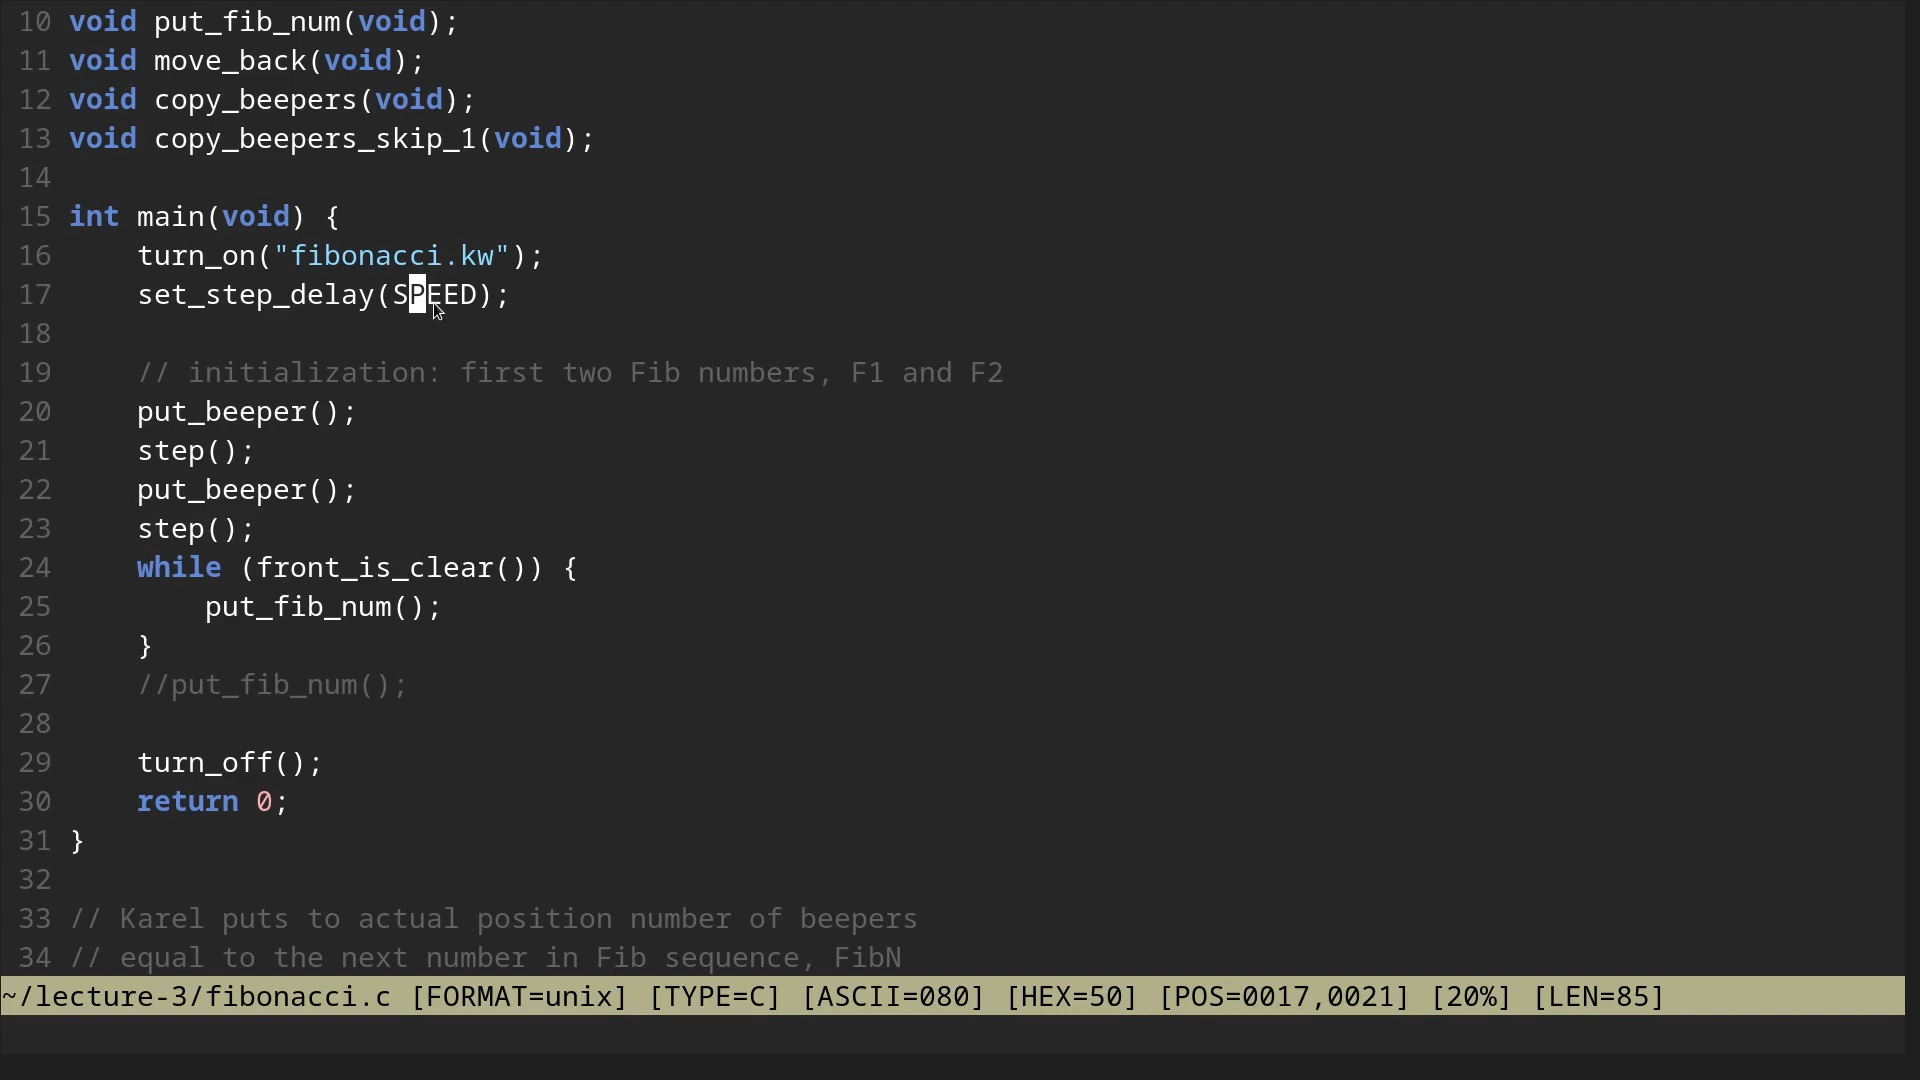 10 void put_fib_num(void);
11 void move_back(void);
12 void copy_beepers(void);
13 void copy_beepers_skip_1(void);
14
15 int main(void) {
16     turn_on("fibonacci.kw");
17     set_step_delay(SPEED);
18
19     // initialization: first two Fib numbers, F1 and F2
20     put_beeper();
21     step();
22     put_beeper();
23     step();
24     while (front_is_clear()) {
25         put_fib_num();
26     }
27     //put_fib_num();
28
29     turn_off();
30     return 0;
31 }
32
33 // Karel puts to actual position number of beepers
34 // equal to the next number in Fib sequence, FibN
~/lecture-3/fibonacci.c [FORMAT=unix] [TYPE=C] [ASCII=080] [HEX=50] [POS=0017,0021] [20%] [LEN=85]